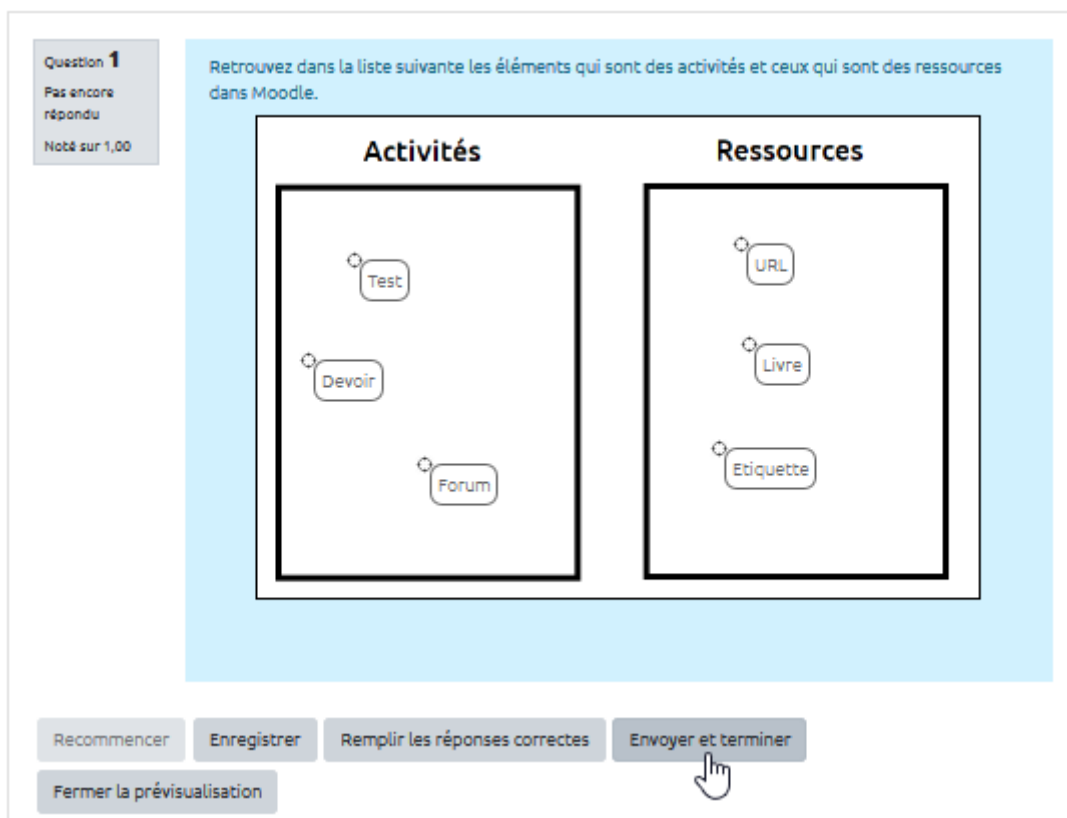 Question 1
Pas encore
répondu
Noté sur 1,00
Retrouvez dans la liste suivante les éléments qui sont des activités et ceux qui sont des ressources
dans Moodle.
Activités
Ressources
Test
Devoir
Forum
URL
Livre
Etiquette
Recommencer
Enregistrer
Remplir les réponses correctes
Envoyer et terminer
Fermer la prévisualisation